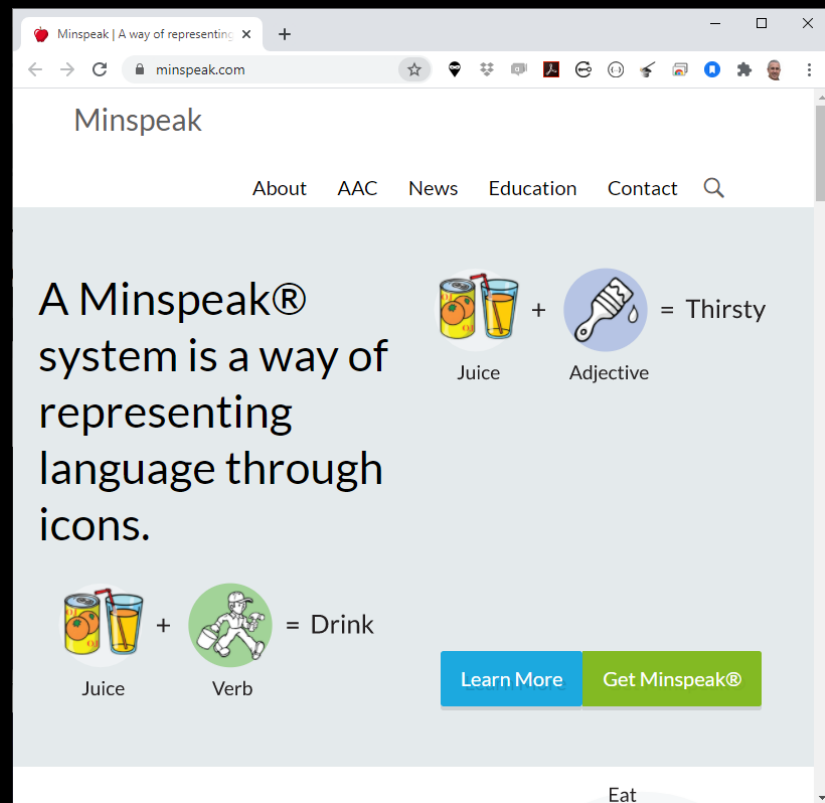 Minspeak | A way of representing
minspeak.com
Minspeak
About AAC News Education Contact
A Minspeak®
system is a way of
representing
language through
icons.
+ = Thirsty
Juice Adjective
+ = Drink
Juice Verb
Learn More Get Minspeak®
Eat